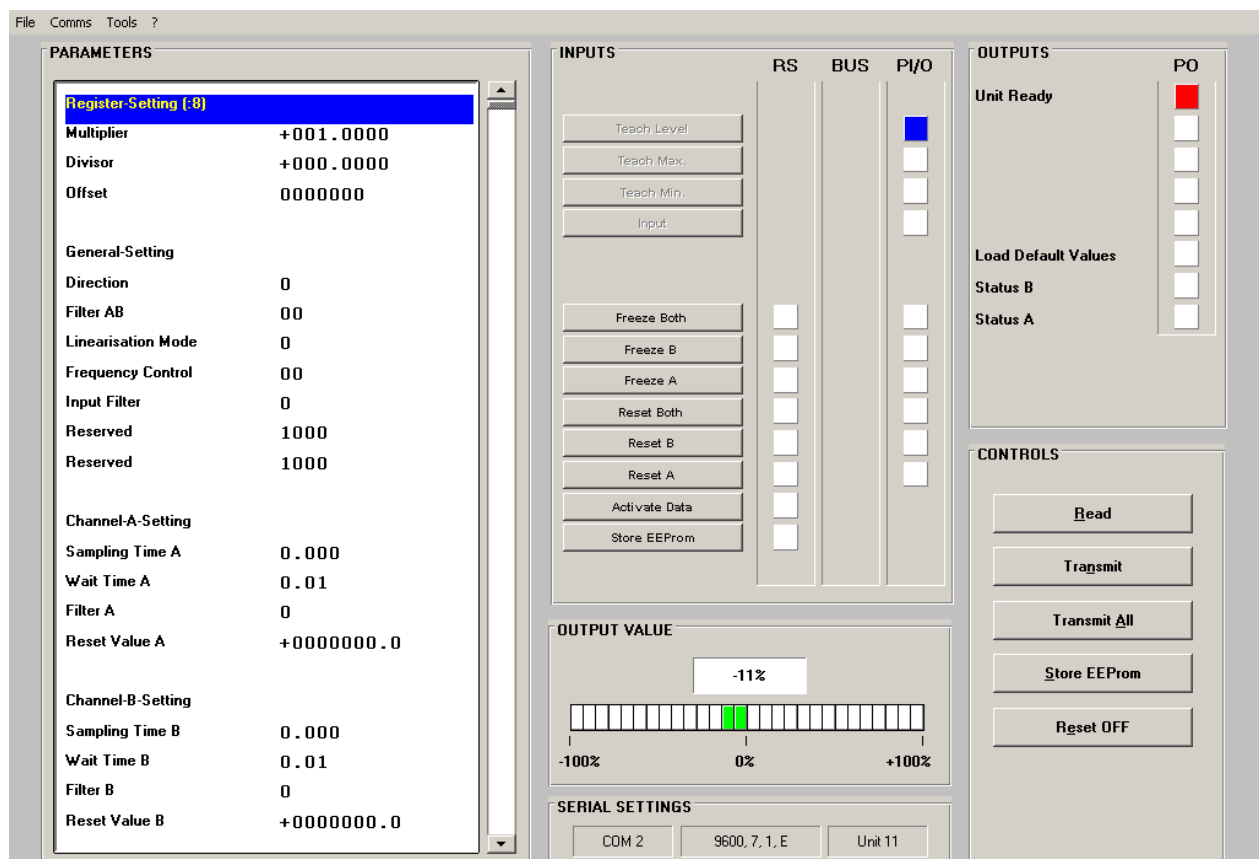 File Comms Tools ?
PARAMETERS
Register-Setting (:8)
Multiplier +001.0000
Divisor +000.0000
Offset 0000000
General-Setting
Direction 0
Filter AB 00
Linearisation Mode 0
Frequency Control 00
Input Filter 0
Reserved 1000
Reserved 1000
Channel-A-Setting
Sampling Time A 0.000
Wait Time A 0.01
Filter A 0
Reset Value A +0000000.0
Channel-B-Setting
Sampling Time B 0.000
Wait Time B 0.01
Filter B 0
Reset Value B +0000000.0
INPUTS
RS BUS PI/O
Teach Level
Teach Max.
Teach Min.
Input
Freeze Both
Freeze B
Freeze A
Reset Both
Reset B
Reset A
Activate Data
Store EEProm
OUTPUT VALUE
-11%
-100% 0% +100%
SERIAL SETTINGS
COM 2 9600, 7, 1, E Unit 11
OUTPUTS
PO
Unit Ready
Load Default Values
Status B
Status A
CONTROLS
Read
Transmit
Transmit All
Store EEProm
Reset OFF